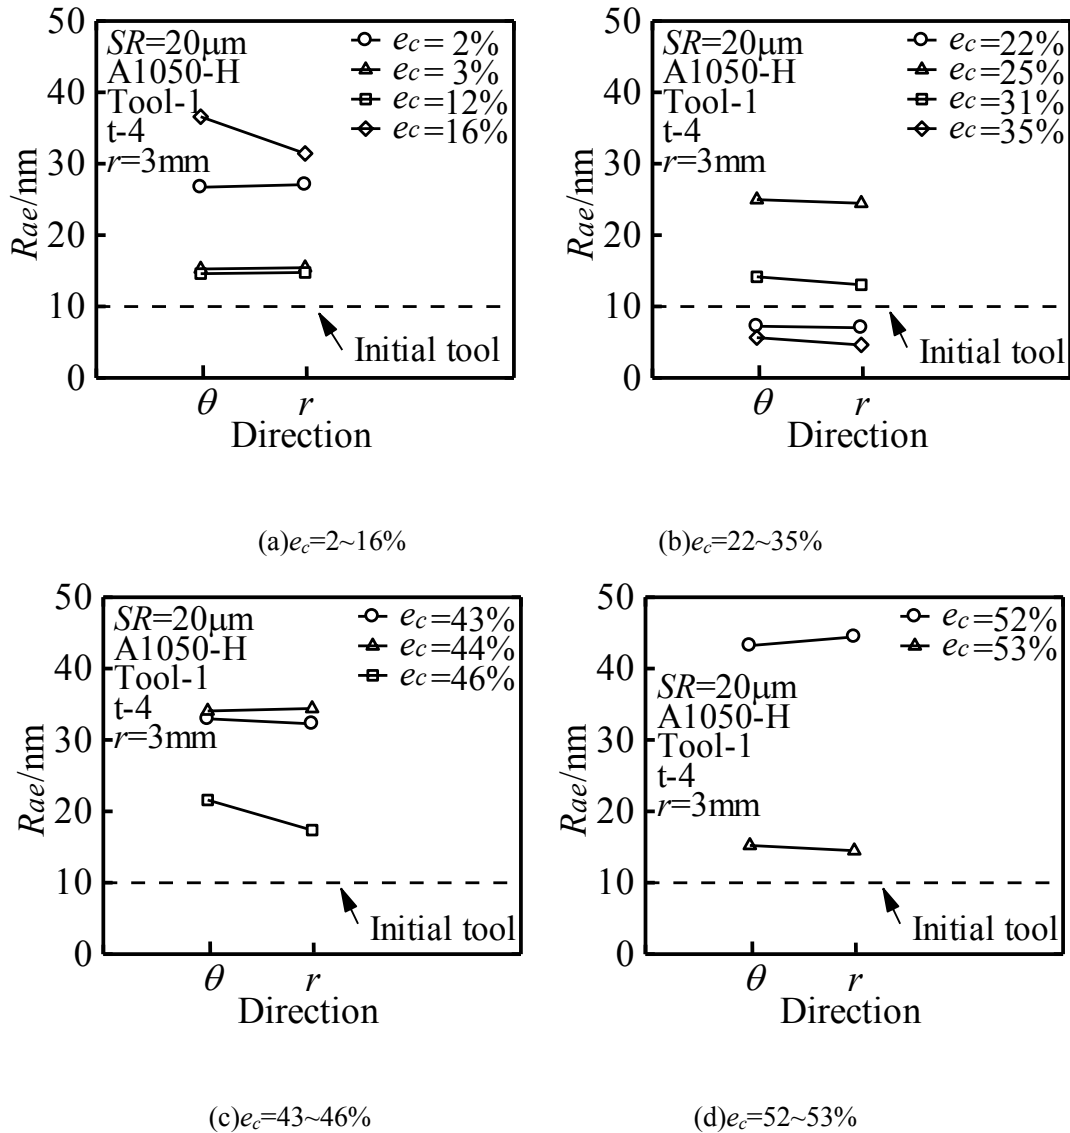 50
40
30
20
10
0
Rae/nm
SR=20μm
A1050-H
Tool-1
t-4
r=3mm
ec= 2%
ec= 3%
ec=12%
ec=16%
Initial tool
θ r
Direction
(a)ec=2~16%
50
40
30
20
10
0
Rae/nm
SR=20μm
A1050-H
Tool-1
t-4
r=3mm
ec=22%
ec=25%
ec=31%
ec=35%
Initial tool
θ r
Direction
(b)ec=22~35%
50
40
30
20
10
0
Rae/nm
SR=20μm
A1050-H
Tool-1
t-4
r=3mm
ec=43%
ec=44%
ec=46%
Initial tool
θ r
Direction
(c)ec=43~46%
50
40
30
20
10
0
Rae/nm
ec=52%
ec=53%
SR=20μm
A1050-H
Tool-1
t-4
r=3mm
Initial tool
θ r
Direction
(d)ec=52~53%